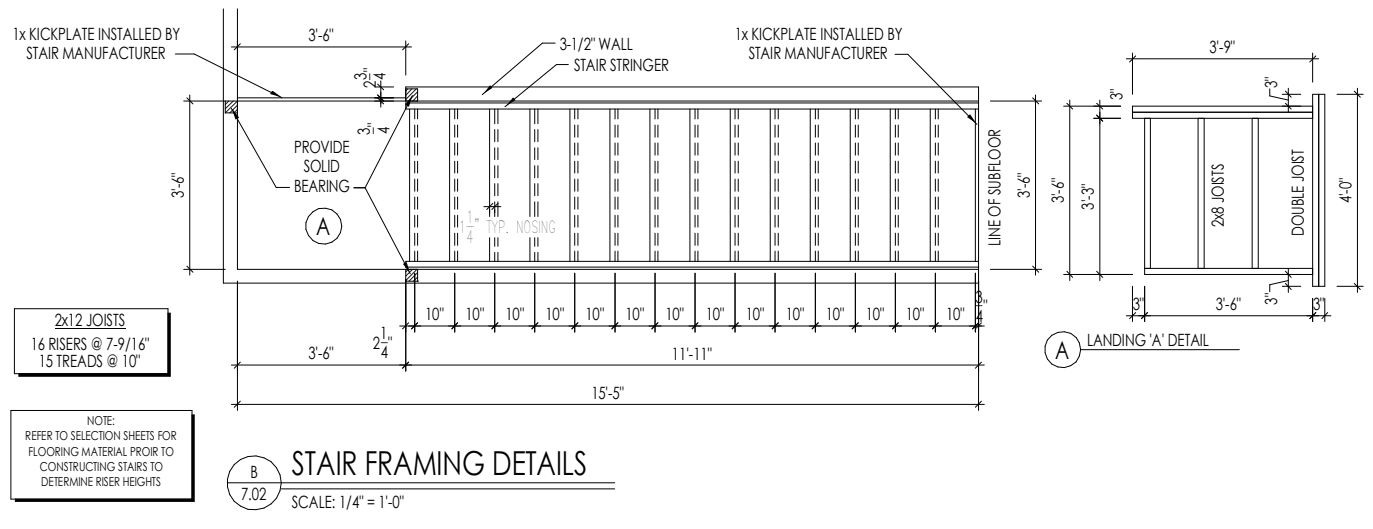 1x KICKPLATE INSTALLED BY
STAIR MANUFACTURER
3'-6"
3-1/2" WALL
STAIR STRINGER
1x KICKPLATE INSTALLED BY
STAIR MANUFACTURER
2 3/4"
3/4"
3'-6"
PROVIDE
SOLID
BEARING
A
1 1/4" TYP. NOSING
LINE OF SUBFLOOR
3'-6"
10" 10" 10" 10" 10" 10" 10" 10" 10" 10" 10" 10" 10" 10" 3/4"
2 1/4"
3'-6"
11'-11"
15'-5"
3'-9"
3"
3"
3'-6"
3'-3"
2x8 JOISTS
DOUBLE JOIST
4'-0"
3"
3"
3'-6"
3"
A
LANDING 'A' DETAIL
2x12 JOISTS
16 RISERS @ 7-9/16"
15 TREADS @ 10"
NOTE:
REFER TO SELECTION SHEETS FOR
FLOORING MATERIAL PROIR TO
CONSTRUCTING STAIRS TO
DETERMINE RISER HEIGHTS
B
7.02
STAIR FRAMING DETAILS
SCALE: 1/4" = 1'-0"